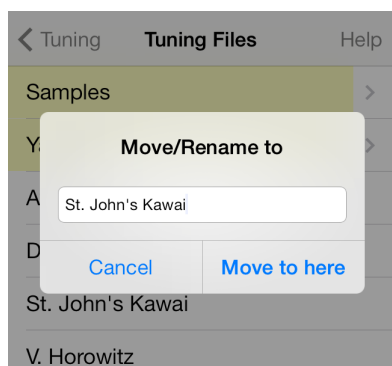 Tuning
Tuning Files
Help
Samples
Y
Move/Rename to
A
St. John's Kawai
D
Cancel
Move to here
St. John's Kawai
V. Horowitz